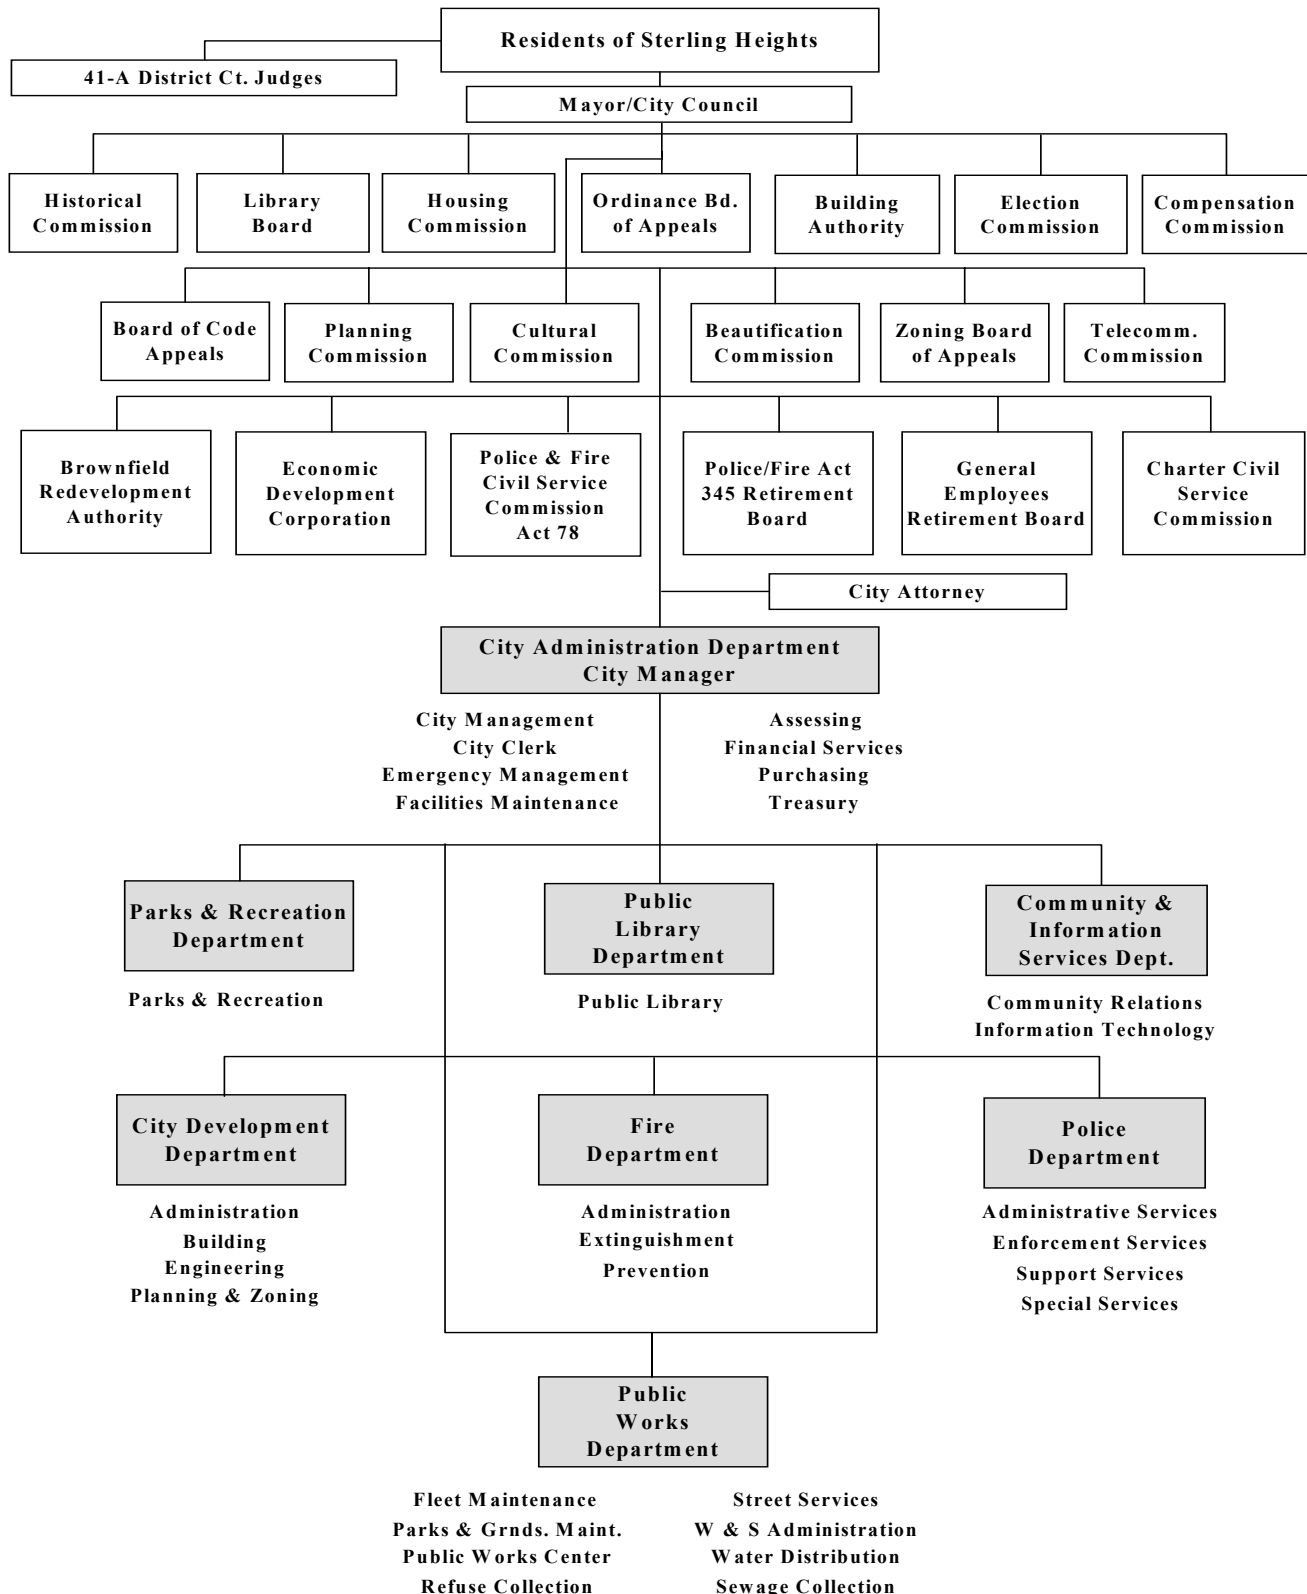 Residents of Sterling Heights
41-A District Ct. Judges
Mayor/City Council
Historical
Commission
Library
Board
Housing
Commission
Ordinance Bd.
of Appeals
Building
Authority
Election
Commission
Compensation
Commission
Board of Code
Appeals
Planning
Commission
Cultural
Commission
Beautification
Commission
Zoning Board
of Appeals
Telecomm.
Commission
Brownfield
Redevelopment
Authority
Economic
Development
Corporation
Police & Fire
Civil Service
Commission
Act 78
Police/Fire Act
345 Retirement
Board
General
Employees
Retirement Board
Charter Civil
Service
Commission
City Attorney
City Administration Department
City Manager
City Management
City Clerk
Emergency Management
Facilities Maintenance
Assessing
Financial Services
Purchasing
Treasury
Parks & Recreation
Department
Parks & Recreation
Public
Library
Department
Public Library
Community &
Information
Services Dept.
Community Relations
Information Technology
City Development
Department
Administration
Building
Engineering
Planning & Zoning
Fire
Department
Administration
Extinguishment
Prevention
Police
Department
Administrative Services
Enforcement Services
Support Services
Special Services
Public
Works
Department
Fleet Maintenance
Parks & Grnds. Maint.
Public Works Center
Refuse Collection
Street Services
W & S Administration
Water Distribution
Sewage Collection